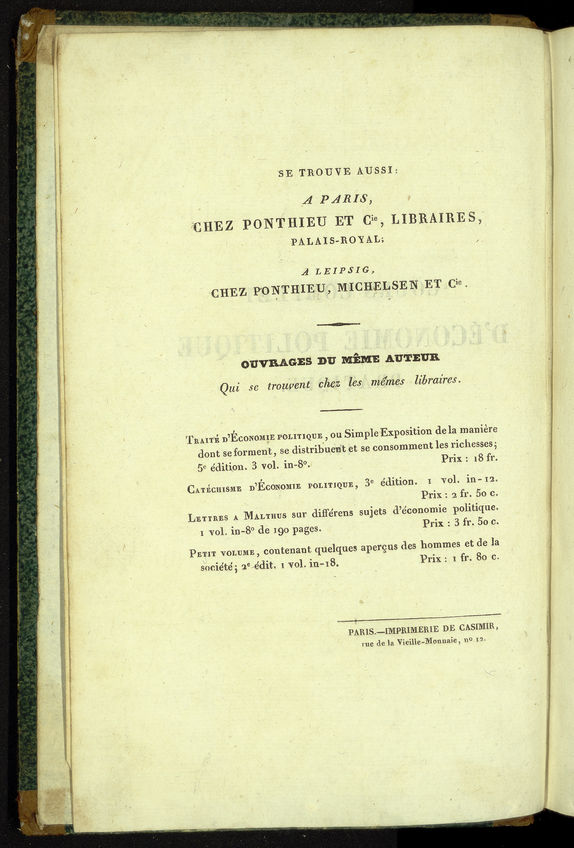 SE TROUVE AUSSI:
A PARIS,
CHEZ PONTHIEU ET Cie, LIBRAIRES,
PALAIS-ROYAL;
A LEIPSIG,
CHEZ PONTHIEU, MICHELSEN ET Cie.
OUVRAGES DU MÊME AUTEUR
Qui se trouvent chez les mêmes libraires.
TRAITÉ D'ÉCONOMIE POLITIQUE, ou Simple Exposition de la manière
dont se forment, se distribuent et se consomment les richesses;
5e édition. 3 vol. in-8o. Prix : 18 fr.
CATÉCHISME D'ÉCONOMIE POLITIQUE, 3e édition. 1 vol. in-12.
Prix : 2 fr. 50 c.
LETTRES A MALTHUS sur différens sujets d'économie politique.
1 vol. in-8o de 190 pages. Prix : 3 fr. 50 c.
PETIT VOLUME, contenant quelques aperçus des hommes et de la
société; 2e édit. 1 vol. in-18. Prix : 1 fr. 80 c.
PARIS.—IMPRIMERIE DE CASIMIR,
rue de la Vieille-Monnaie, no 12.